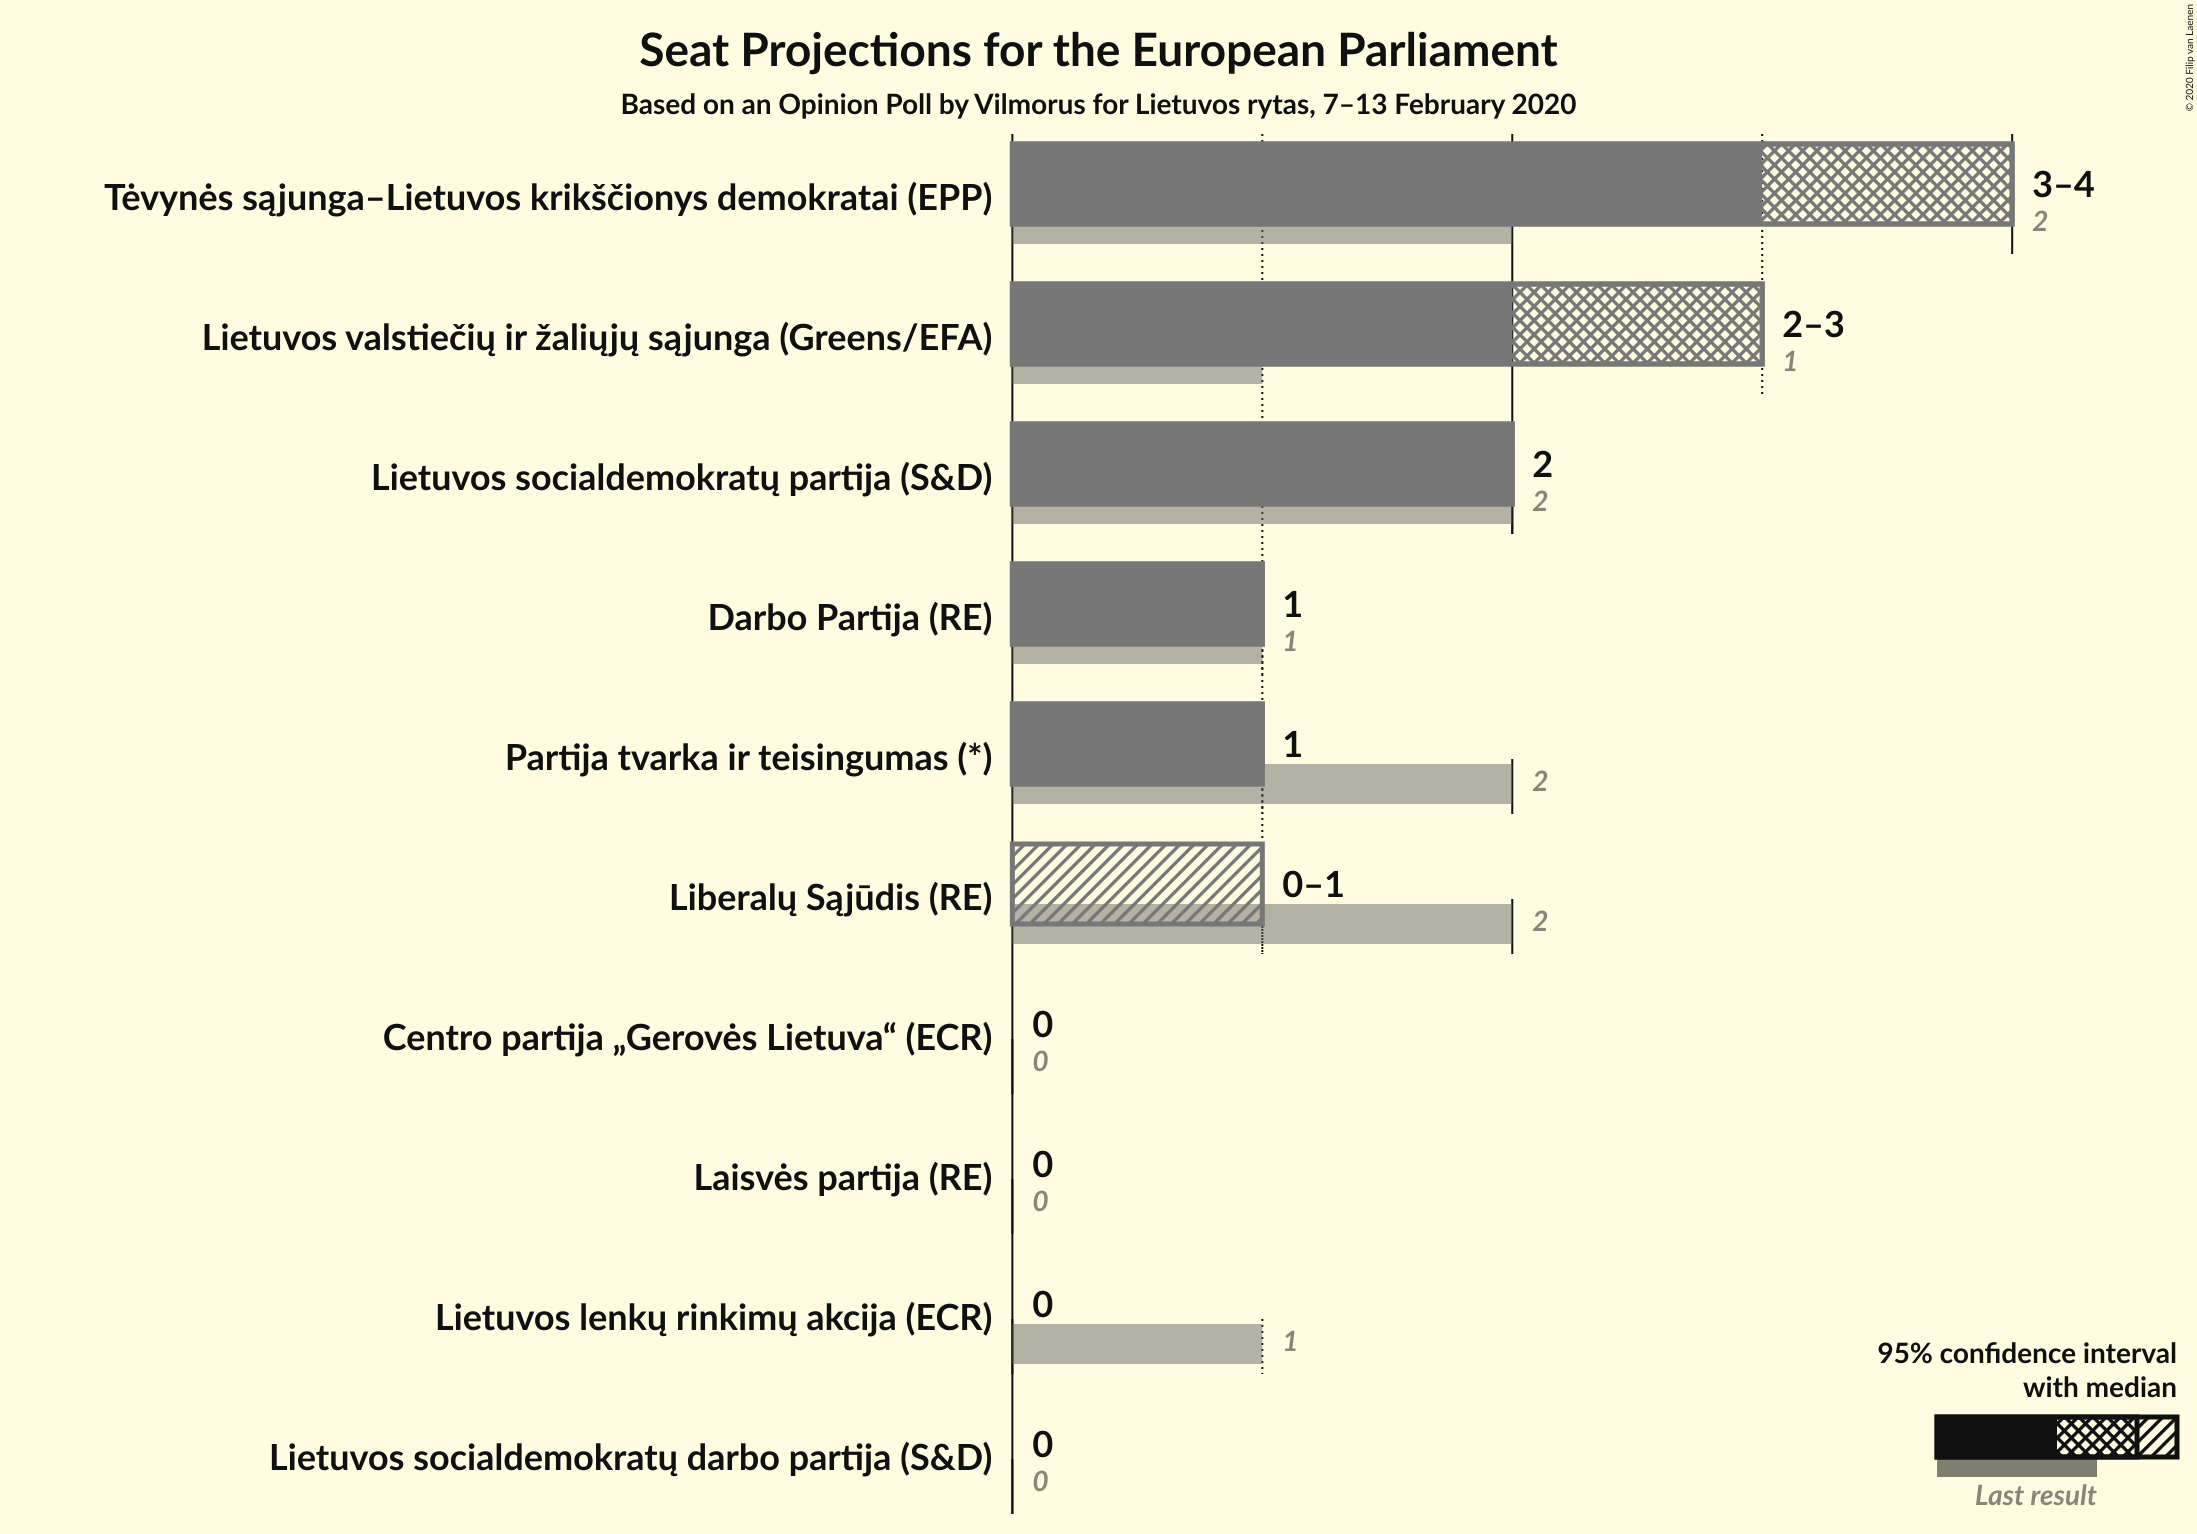 Seat Projections for the European Parliament
Based on an Opinion Poll by Vilmorus for Lietuvos rytas, 7–13 February 2020
© 2020 Filip van Laenen
Tėvynės sąjunga–Lietuvos krikščionys demokratai (EPP)
3–4
2
Lietuvos valstiečių ir žaliųjų sąjunga (Greens/EFA)
2–3
1
Lietuvos socialdemokratų partija (S&D)
2
2
Darbo Partija (RE)
1
1
Partija tvarka ir teisingumas (*)
1
2
Liberalų Sąjūdis (RE)
0–1
2
Centro partija „Gerovės Lietuva“ (ECR)
0
0
Laisvės partija (RE)
0
0
Lietuvos lenkų rinkimų akcija (ECR)
0
1
Lietuvos socialdemokratų darbo partija (S&D)
0
0
95% confidence interval
with median
Last result